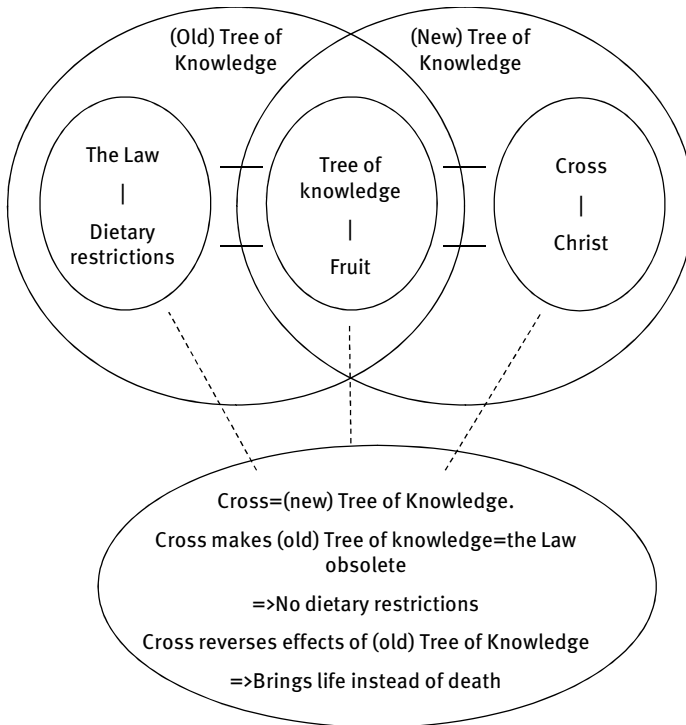 (Old) Tree of
Knowledge
(New) Tree of
Knowledge
The Law
|
Dietary
restrictions
Tree of
knowledge
|
Fruit
Cross
|
Christ
Cross=(new) Tree of Knowledge.
Cross makes (old) Tree of knowledge=the Law
obsolete
=>No dietary restrictions
Cross reverses effects of (old) Tree of Knowledge
=>Brings life instead of death